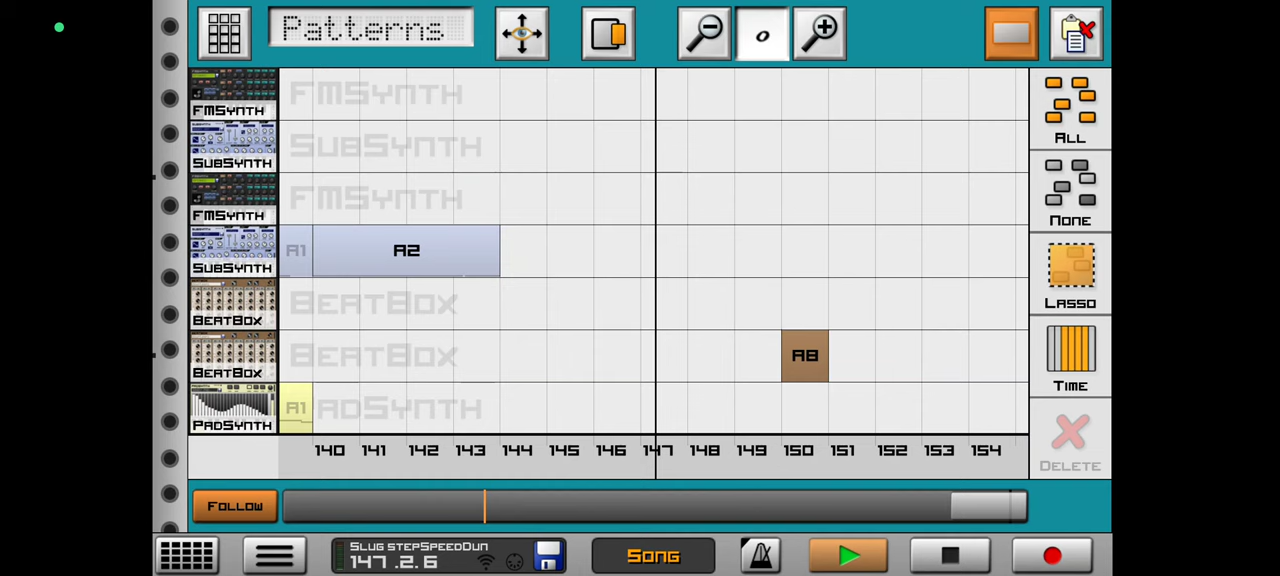 Patterns
o
FMSynth
FMSynth
SubSynth
SubSynth
FMSynth
FMSynth
A1
A2
SubSynth
BeatBox
BeatBox
BeatBox
BeatBox
A8
A1
PadSynth
PadSynth
140 141 142 143 144 145 146 147 148 149 150 151 152 153 154
All
None
Lasso
Time
Delete
Follow
Slug stepSpeedDun
147 .2. 6
Song